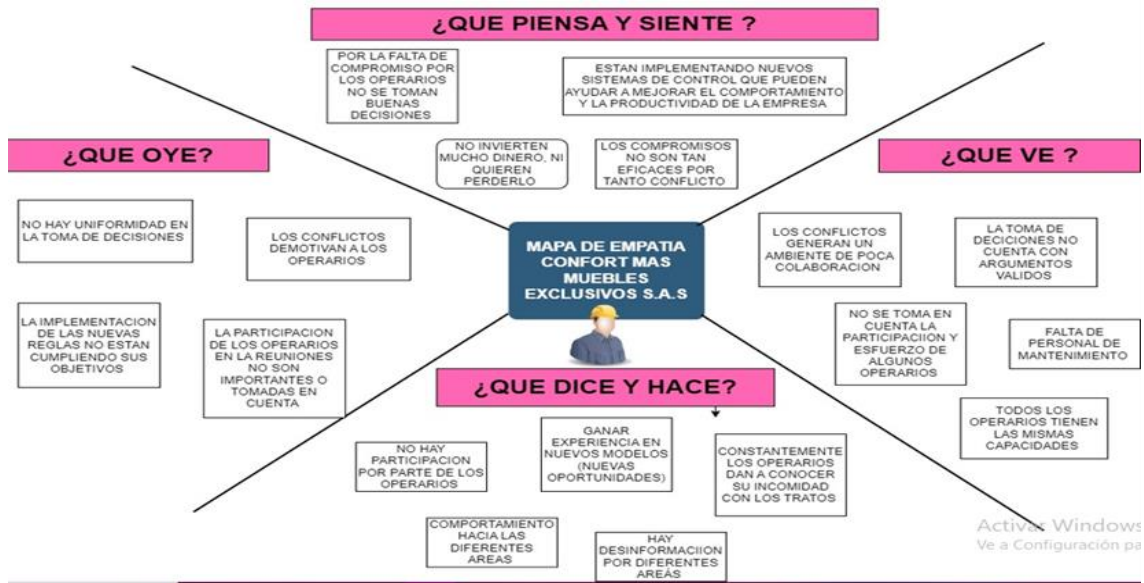 ¿QUE PIENSA Y SIENTE ?
POR LA FALTA DE
COMPROMISO POR
LOS OPERARIOS
NO SE TOMAN
BUENAS
DECISIONES
ESTAN IMPLEMENTANDO NUEVOS
SISTEMAS DE CONTROL QUE PUEDEN
AYUDAR A MEJORAR EL COMPORTAMIENTO
Y LA PRODUCTIVIDAD DE LA EMPRESA
NO INVIERTEN
MUCHO DINERO, NI
QUIEREN
PERDERLO
LOS COMPROMISOS
NO SON TAN
EFICACES POR
TANTO CONFLICTO
¿QUE OYE?
NO HAY UNIFORMIDAD EN
LA TOMA DE DECISIONES
LOS CONFLICTOS
DEMOTIVAN A LOS
OPERARIOS
LA IMPLEMENTACION
DE LAS NUEVAS
REGLAS NO ESTAN
CUMPLIENDO SUS
OBJETIVOS
LA PARTICIPACION
DE LOS OPERARIOS
EN LA REUNIONES
NO SON
IMPORTANTES O
TOMADAS EN
CUENTA
MAPA DE EMPATIA
CONFORT MAS
MUEBLES
EXCLUSIVOS S.A.S
¿QUE VE ?
LOS CONFLICTOS
GENERAN UN
AMBIENTE DE POCA
COLABORACION
LA TOMA DE
DECICIONES NO
CUENTA CON
ARGUMENTOS
VALIDOS
NO SE TOMA EN
CUENTA LA
PARTICIPACIION Y
ESFUERZO DE
ALGUNOS
OPERARIOS
FALTA DE
PERSONAL DE
MANTENIMIENTO
TODOS LOS
OPERARIOS TIENEN
LAS MISMAS
CAPACIDADES
¿QUE DICE Y HACE?
NO HAY
PARTICIPACION
POR PARTE DE LOS
OPERARIOS
GANAR
EXPERIENCIA EN
NUEVOS MODELOS
(NUEVAS
OPORTUNIDADES)
CONSTANTEMENTE
LOS OPERARIOS
DAN A CONOCER
SU INCOMIDAD
CON LOS TRATOS
COMPORTAMIENTO
HACIA LAS
DIFERENTES
AREAS
HAY
DESINFORMACIION
POR DIFERENTES
AREÁS
Activar Windows
Ve a Configuración pa